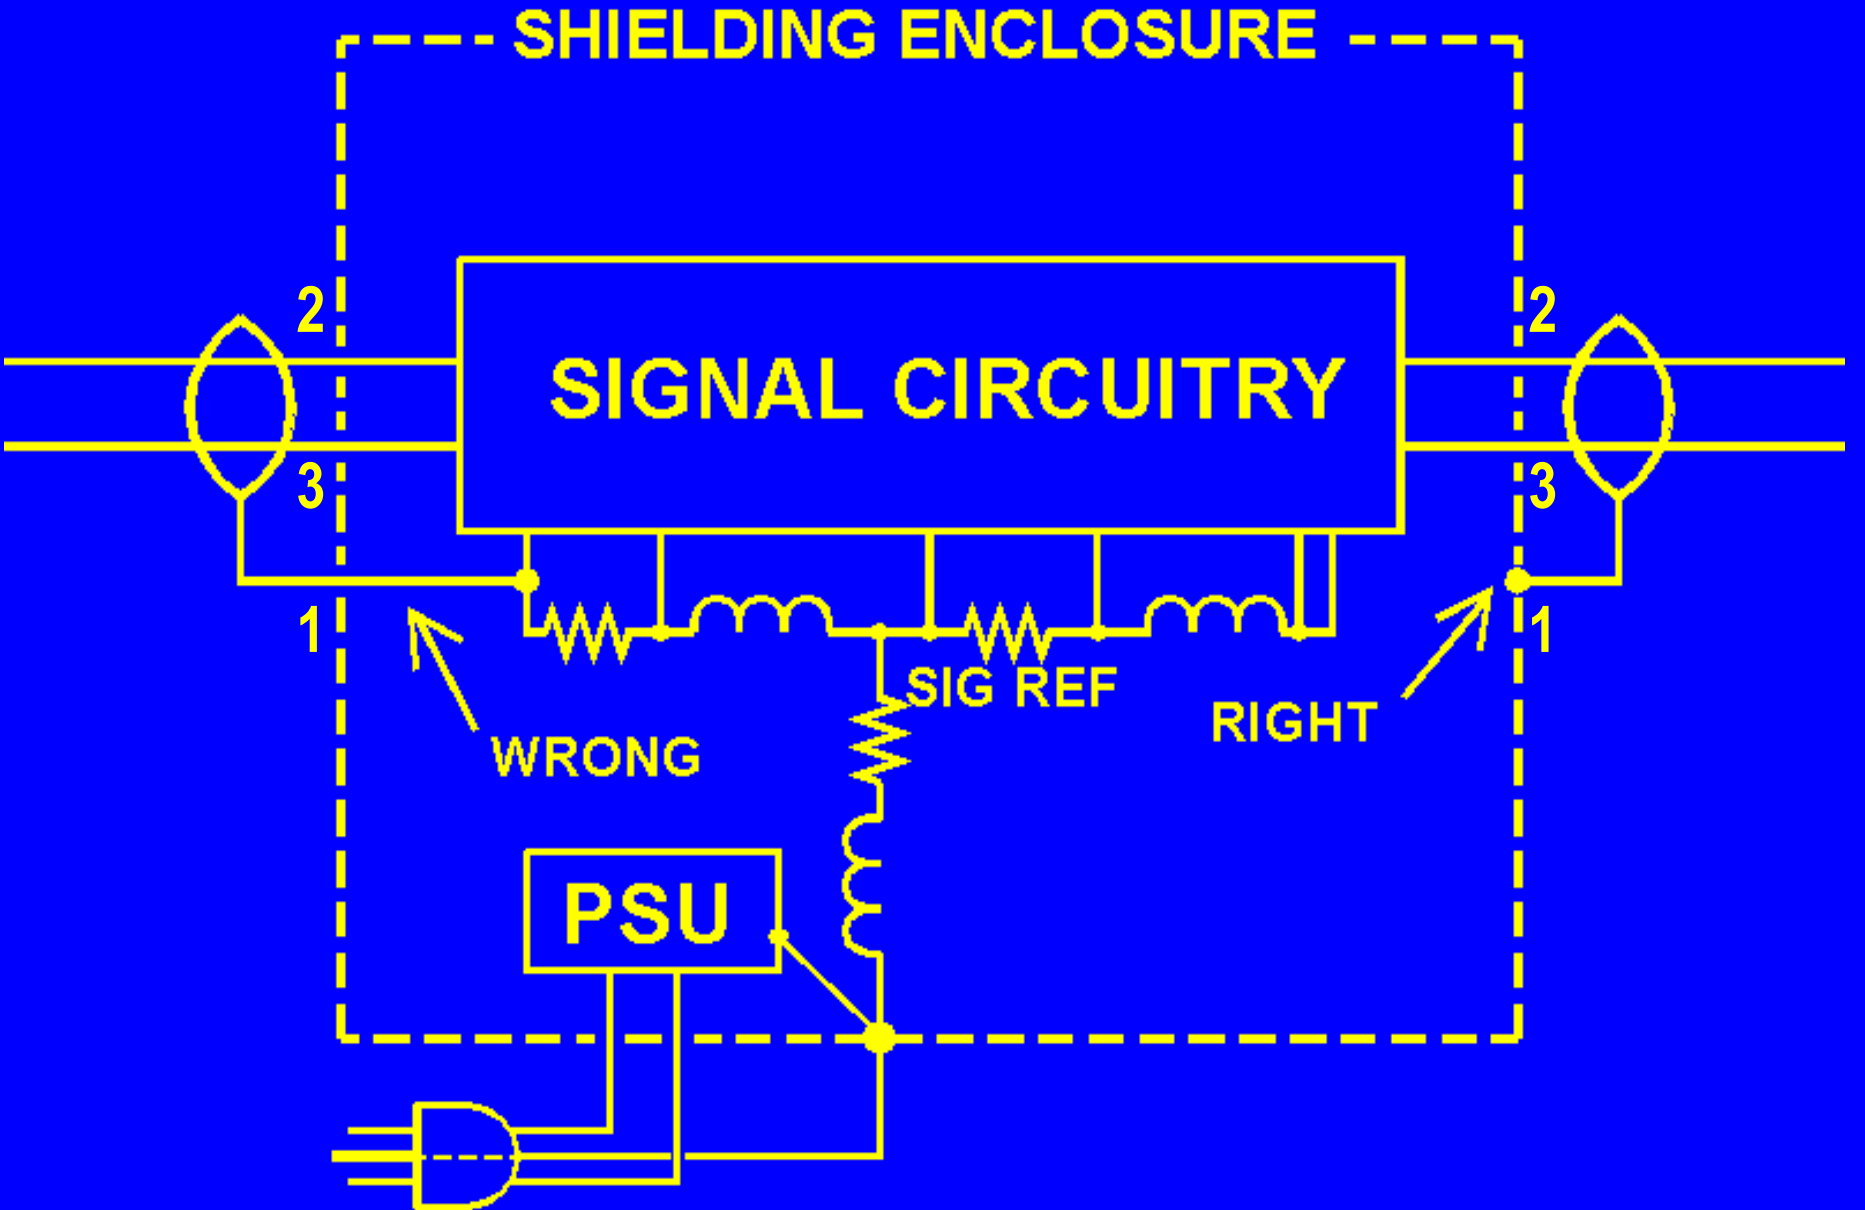 SHIELDING ENCLOSURE
2 2
SIGNAL CIRCUITRY
3 3
1 1
SIG REF
RIGHT
WRONG
PSU